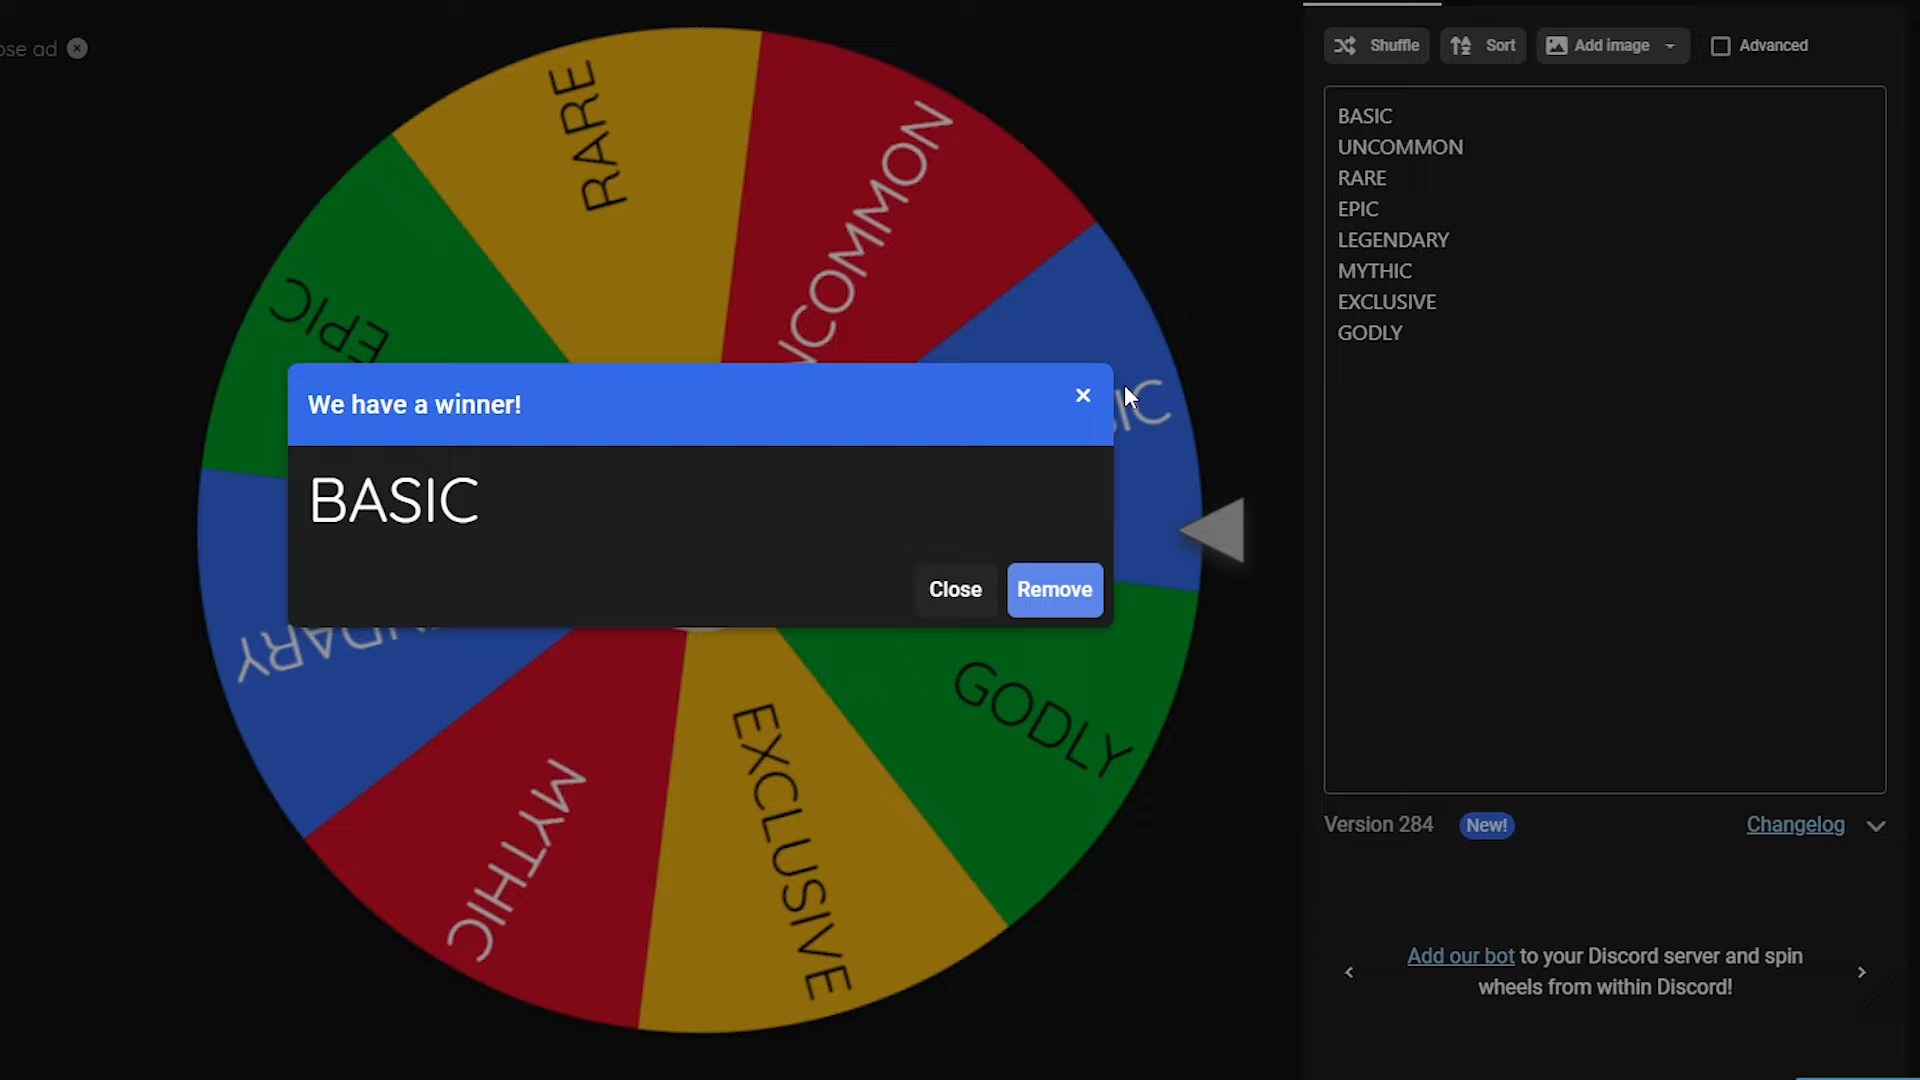 ose ad
RARE
NCOMMON
EPIC
IC
NDARY
GODLY
MYTHIC
EXCLUSIVE
We have a winner!
BASIC
Close
Remove
Shuffle
Sort
Add image
Advanced
BASIC
UNCOMMON
RARE
EPIC
LEGENDARY
MYTHIC
EXCLUSIVE
GODLY
Version 284
New!
Changelog
Add our bot to your Discord server and spin
wheels from within Discord!